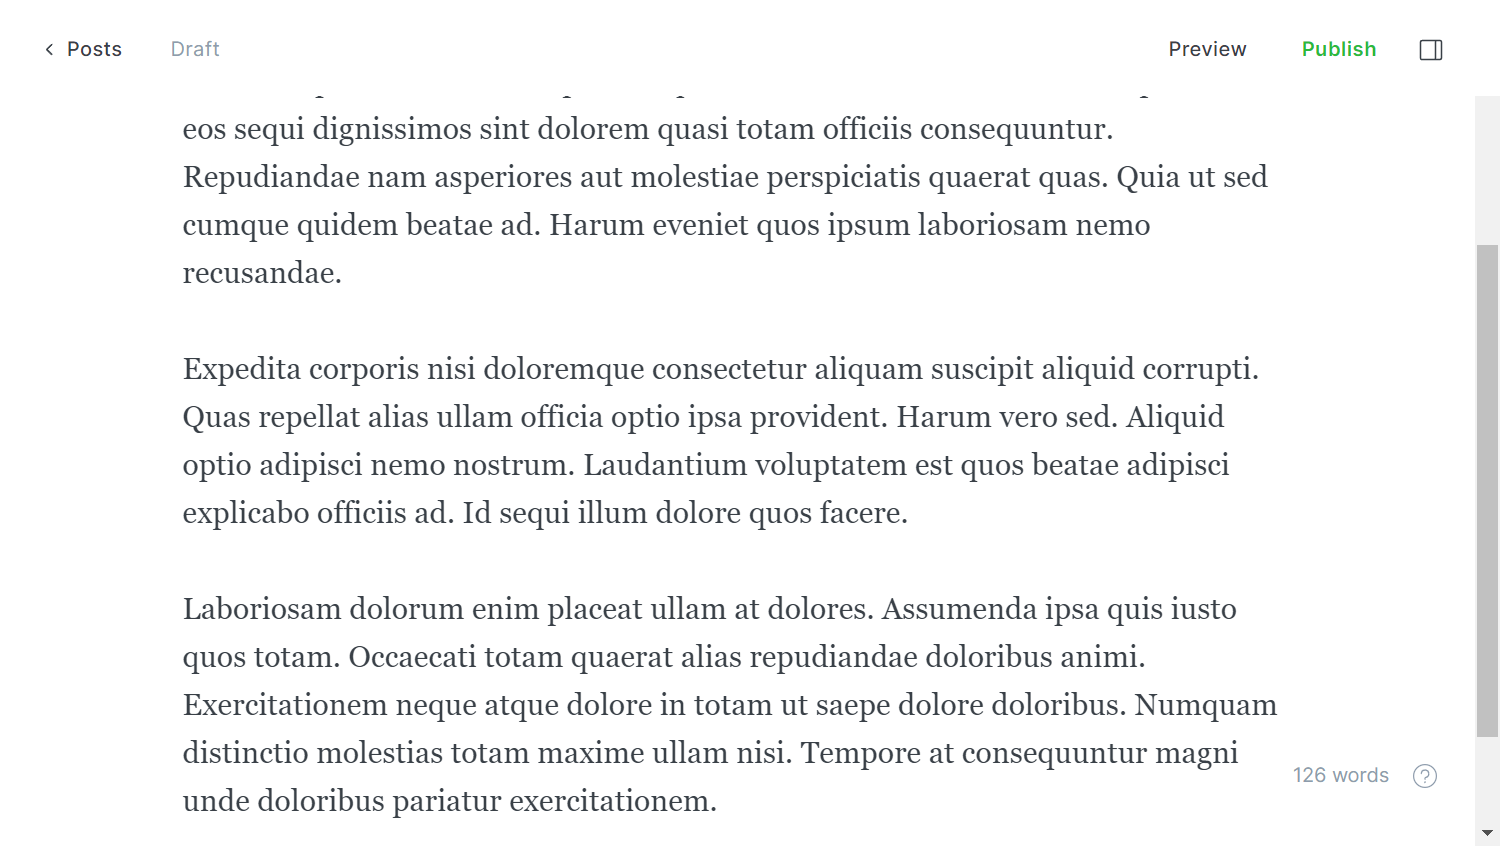 Posts
Draft
Preview
Publish
eos sequi dignissimos sint dolorem quasi totam officiis consequuntur.
Repudiandae nam asperiores aut molestiae perspiciatis quaerat quas. Quia ut sed
cumque quidem beatae ad. Harum eveniet quos ipsum laboriosam nemo
recusandae.
Expedita corporis nisi doloremque consectetur aliquam suscipit aliquid corrupti.
Quas repellat alias ullam officia optio ipsa provident. Harum vero sed. Aliquid
optio adipisci nemo nostrum. Laudantium voluptatem est quos beatae adipisci
explicabo officiis ad. Id sequi illum dolore quos facere.
Laboriosam dolorum enim placeat ullam at dolores. Assumenda ipsa quis iusto
quos totam. Occaecati totam quaerat alias repudiandae doloribus animi.
Exercitationem neque atque dolore in totam ut saepe dolore doloribus. Numquam
distinctio molestias totam maxime ullam nisi. Tempore at consequuntur magni
unde doloribus pariatur exercitationem.
126 words
?